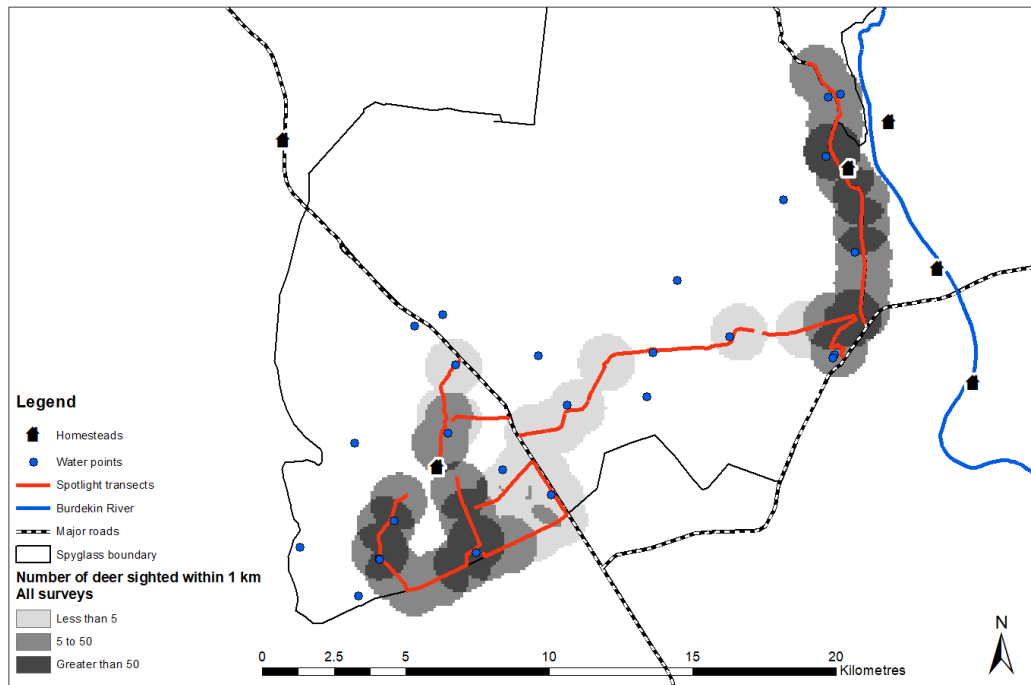 Legend
Homesteads
Water points
Spotlight transects
Burdekin River
Major roads
Spyglass boundary
Number of deer sighted within 1 km
All surveys
Less than 5
5 to 50
Greater than 50
0 2.5 5 10 15 20
Kilometres
N